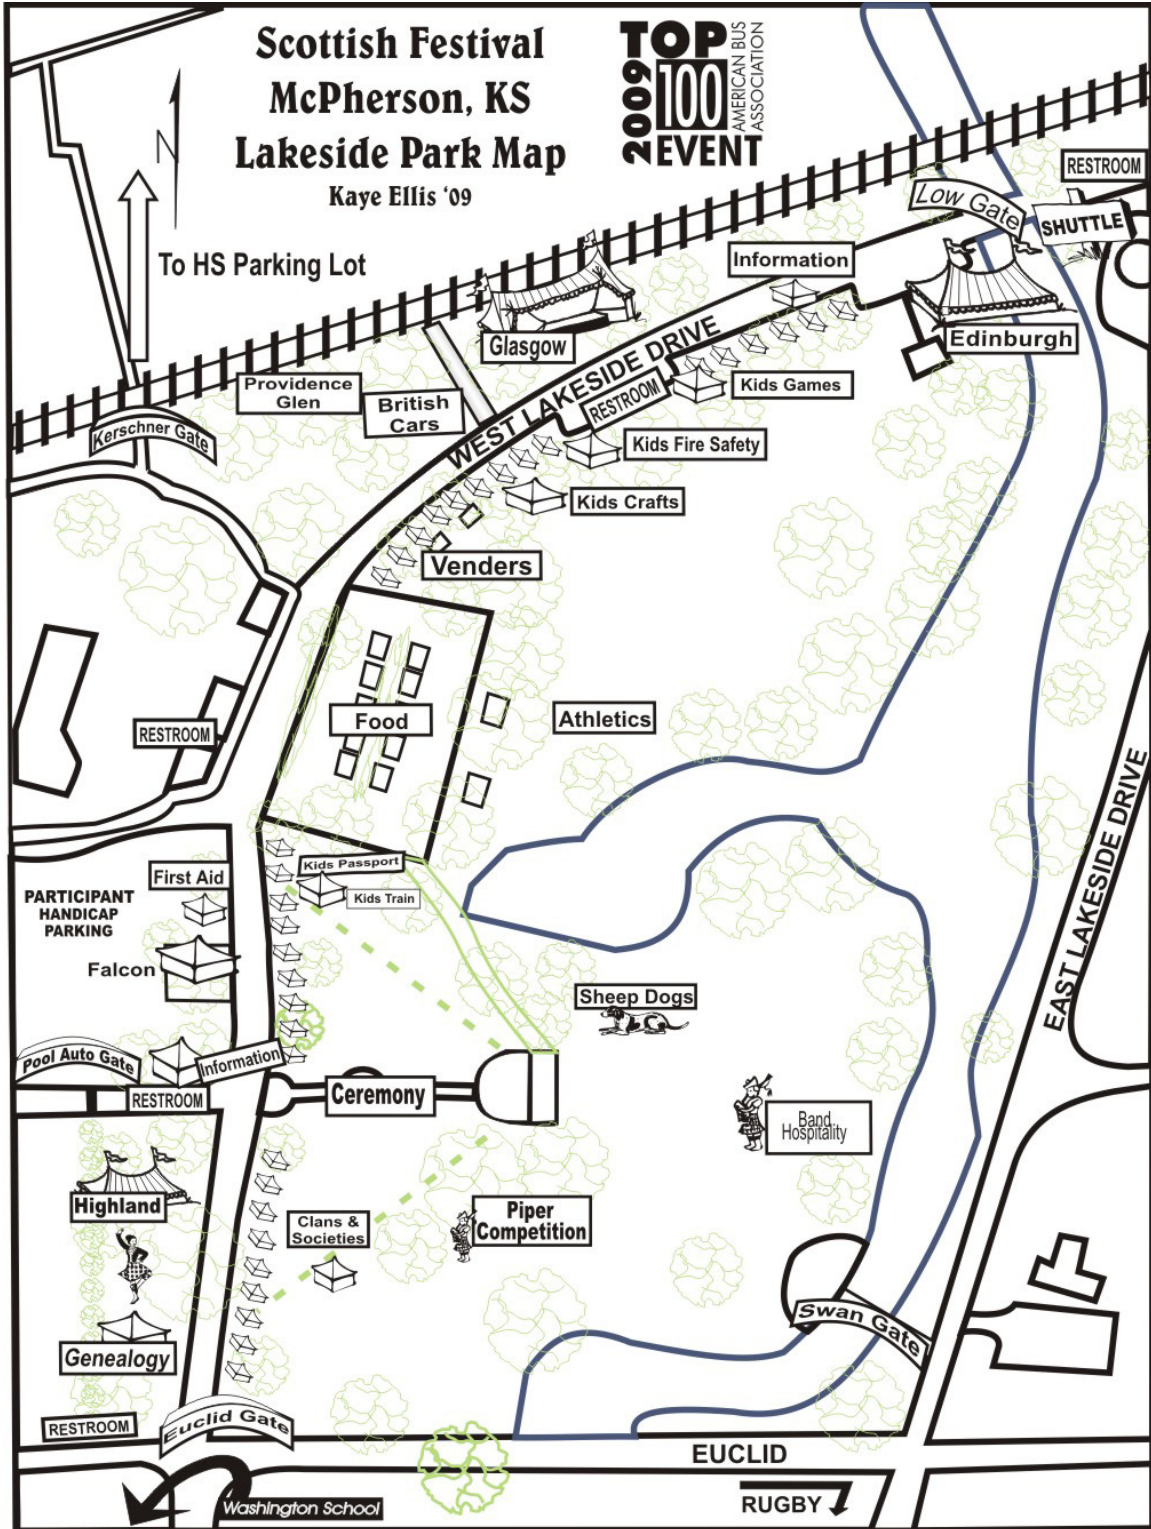 Scottish Festival
McPherson, KS
Lakeside Park Map
Kaye Ellis '09
2009
TOP
100
EVENT
AMERICAN BUS
ASSOCIATION
N
To HS Parking Lot
RESTROOM
Low Gate
SHUTTLE
Information
Edinburgh
Glasgow
WEST LAKESIDE DRIVE
Providence
Glen
British
Cars
RESTROOM
Kids Games
Kerschner Gate
Kids Fire Safety
Kids Crafts
Venders
Food
Athletics
RESTROOM
EAST LAKESIDE DRIVE
Kids Passport
Kids Train
First Aid
PARTICIPANT
HANDICAP
PARKING
Falcon
Sheep Dogs
Pool Auto Gate
Information
RESTROOM
Ceremony
Band
Hospitality
Highland
Clans &
Societies
Piper
Competition
Genealogy
Swan Gate
RESTROOM
Euclid Gate
EUCLID
Washington School
RUGBY